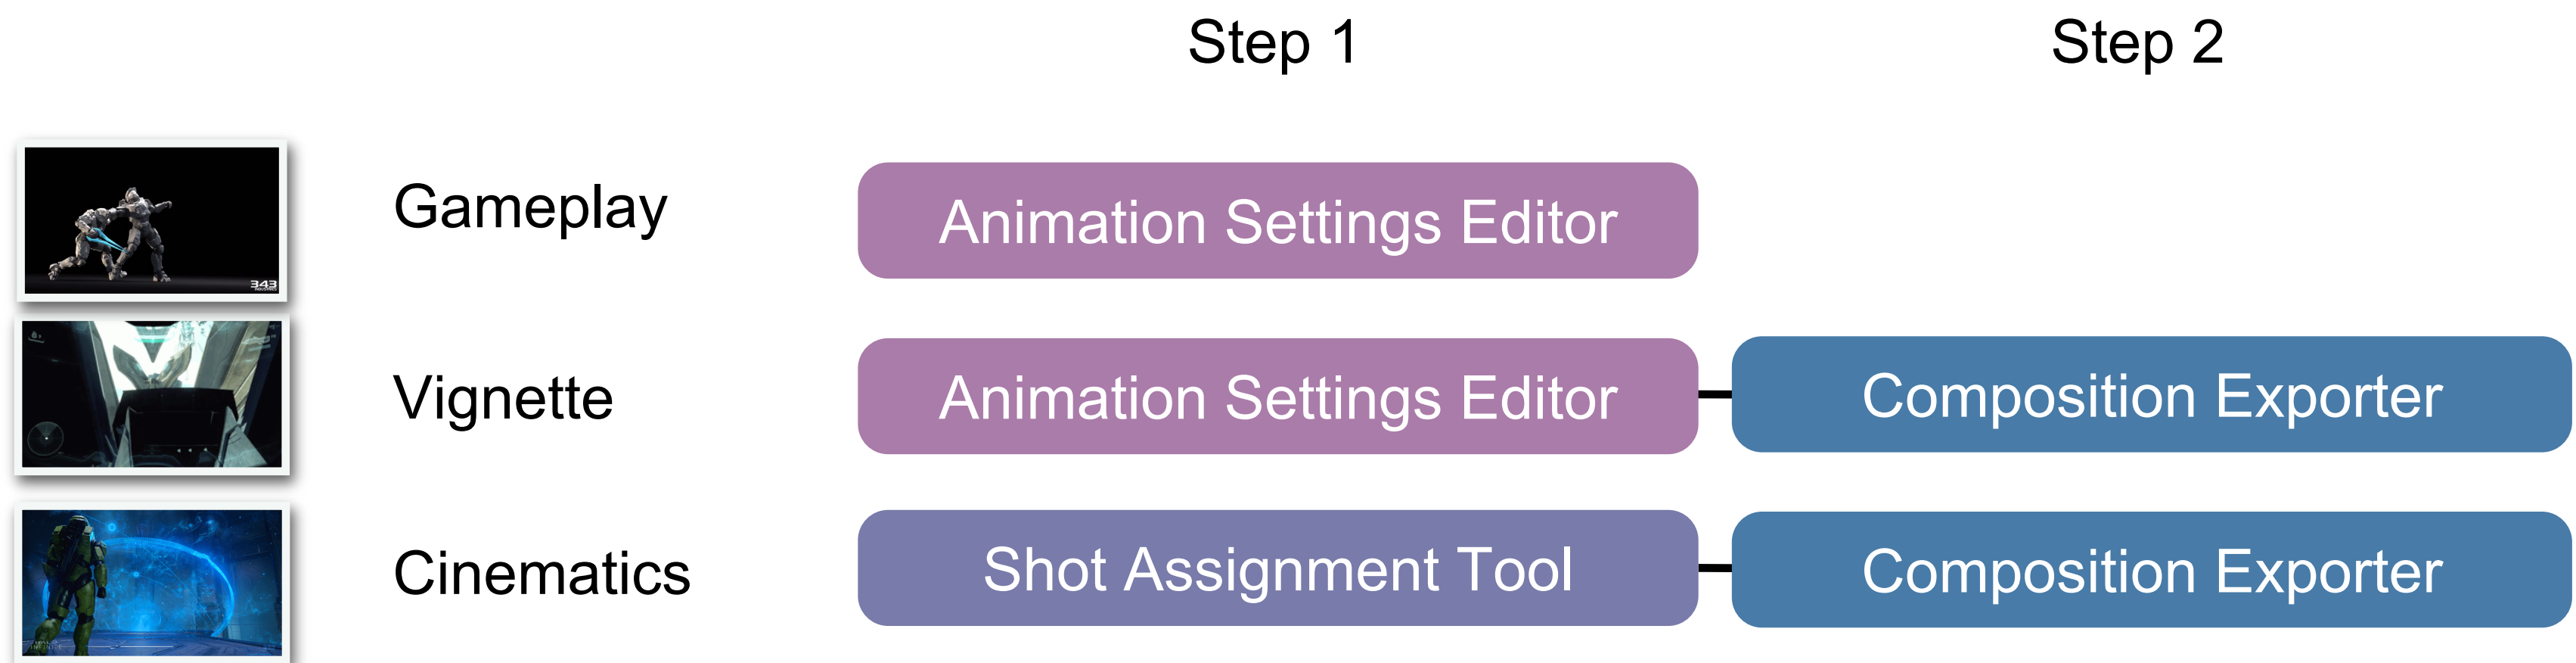 Step 1
Step 2
Gameplay
Animation Settings Editor
343
Vignette
Animation Settings Editor
Composition Exporter
Cinematics
Shot Assignment Tool
Composition Exporter
INFINITE